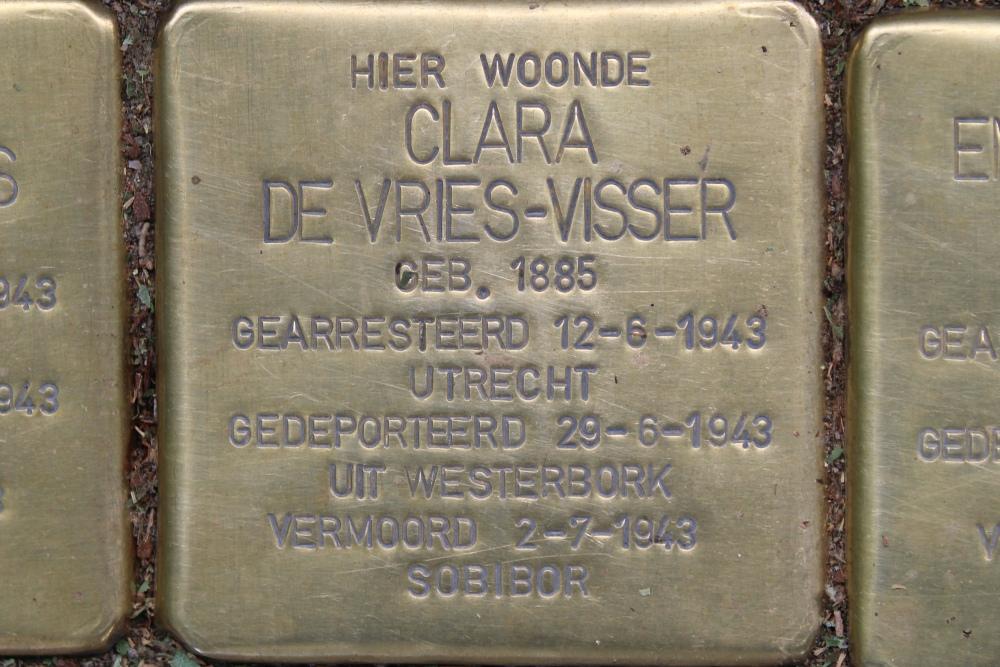 HIER WOONDE
CLARA
DE VRIES-VISSER
GEB. 1885
GEARRESTEERD 12-6-1943
UTRECHT
GEDEPORTEERD 29-6-1943
UIT WESTERBORK
VERMOORD 2-7-1943
SOBIBOR